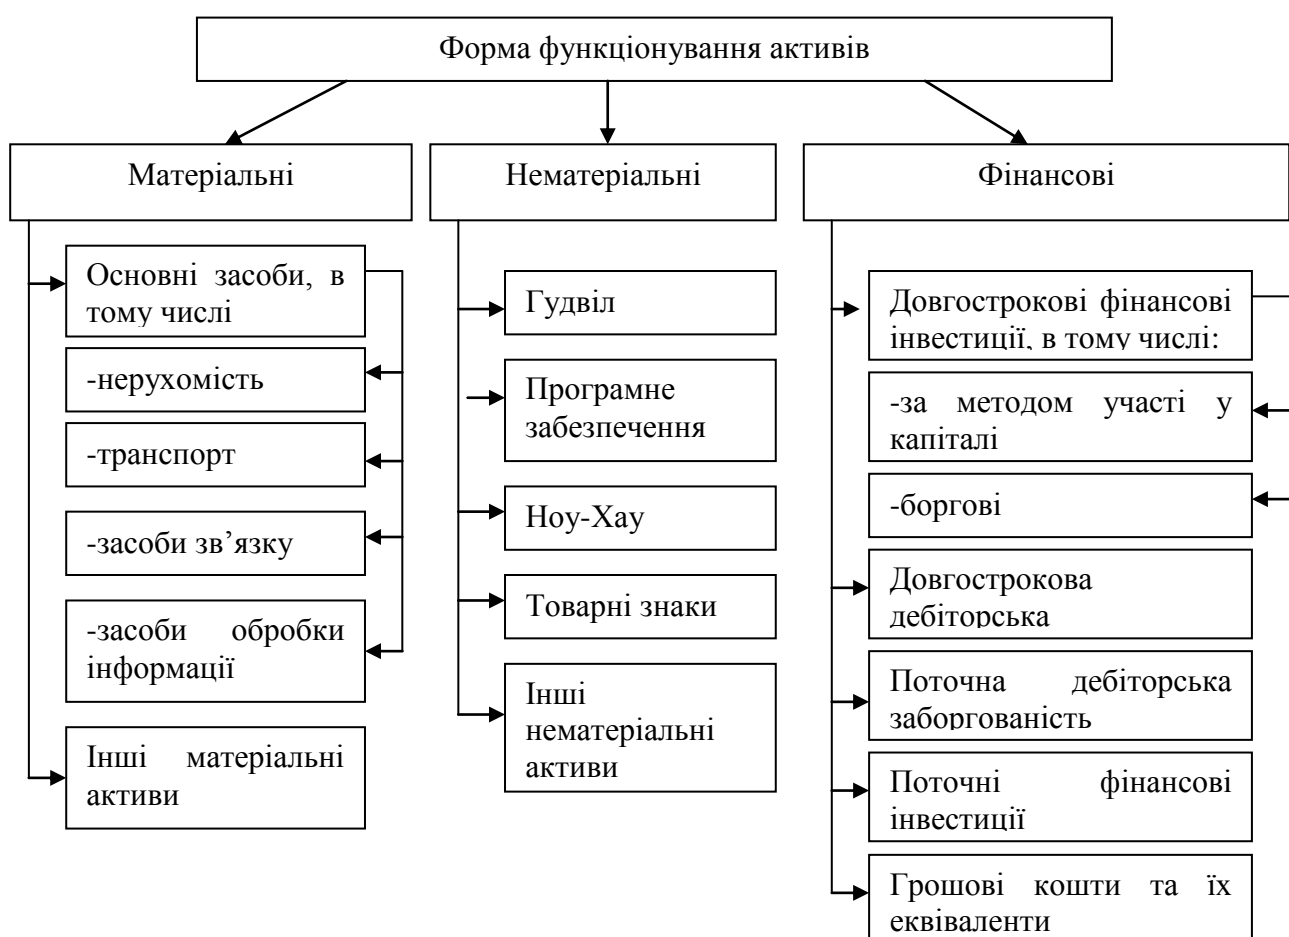 Форма функціонування активів
Матеріальні
Нематеріальні
Фінансові
Основні засоби, в
тому числі
-нерухомість
-транспорт
-засоби зв’язку
-засоби обробки
інформації
Інші матеріальні
активи
Гудвіл
Програмне
забезпечення
Ноу-Хау
Товарні знаки
Інші
нематеріальні
активи
Довгострокові фінансові
інвестиції, в тому числі:
-за методом участі у
капіталі
-боргові
Довгострокова
дебіторська
Поточна дебіторська
заборгованість
Поточні фінансові
інвестиції
Грошові кошти та їх
еквіваленти